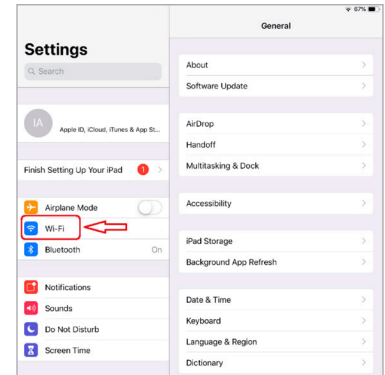 67%
Settings
Search
IA
Apple ID, iCloud, iTunes & App St...
Finish Setting Up Your iPad
1
Airplane Mode
Wi-Fi
Bluetooth
On
Notifications
Sounds
Do Not Disturb
Screen Time
General
About
Software Update
AirDrop
Handoff
Multitasking & Dock
Accessibility
iPad Storage
Background App Refresh
Date & Time
Keyboard
Language & Region
Dictionary